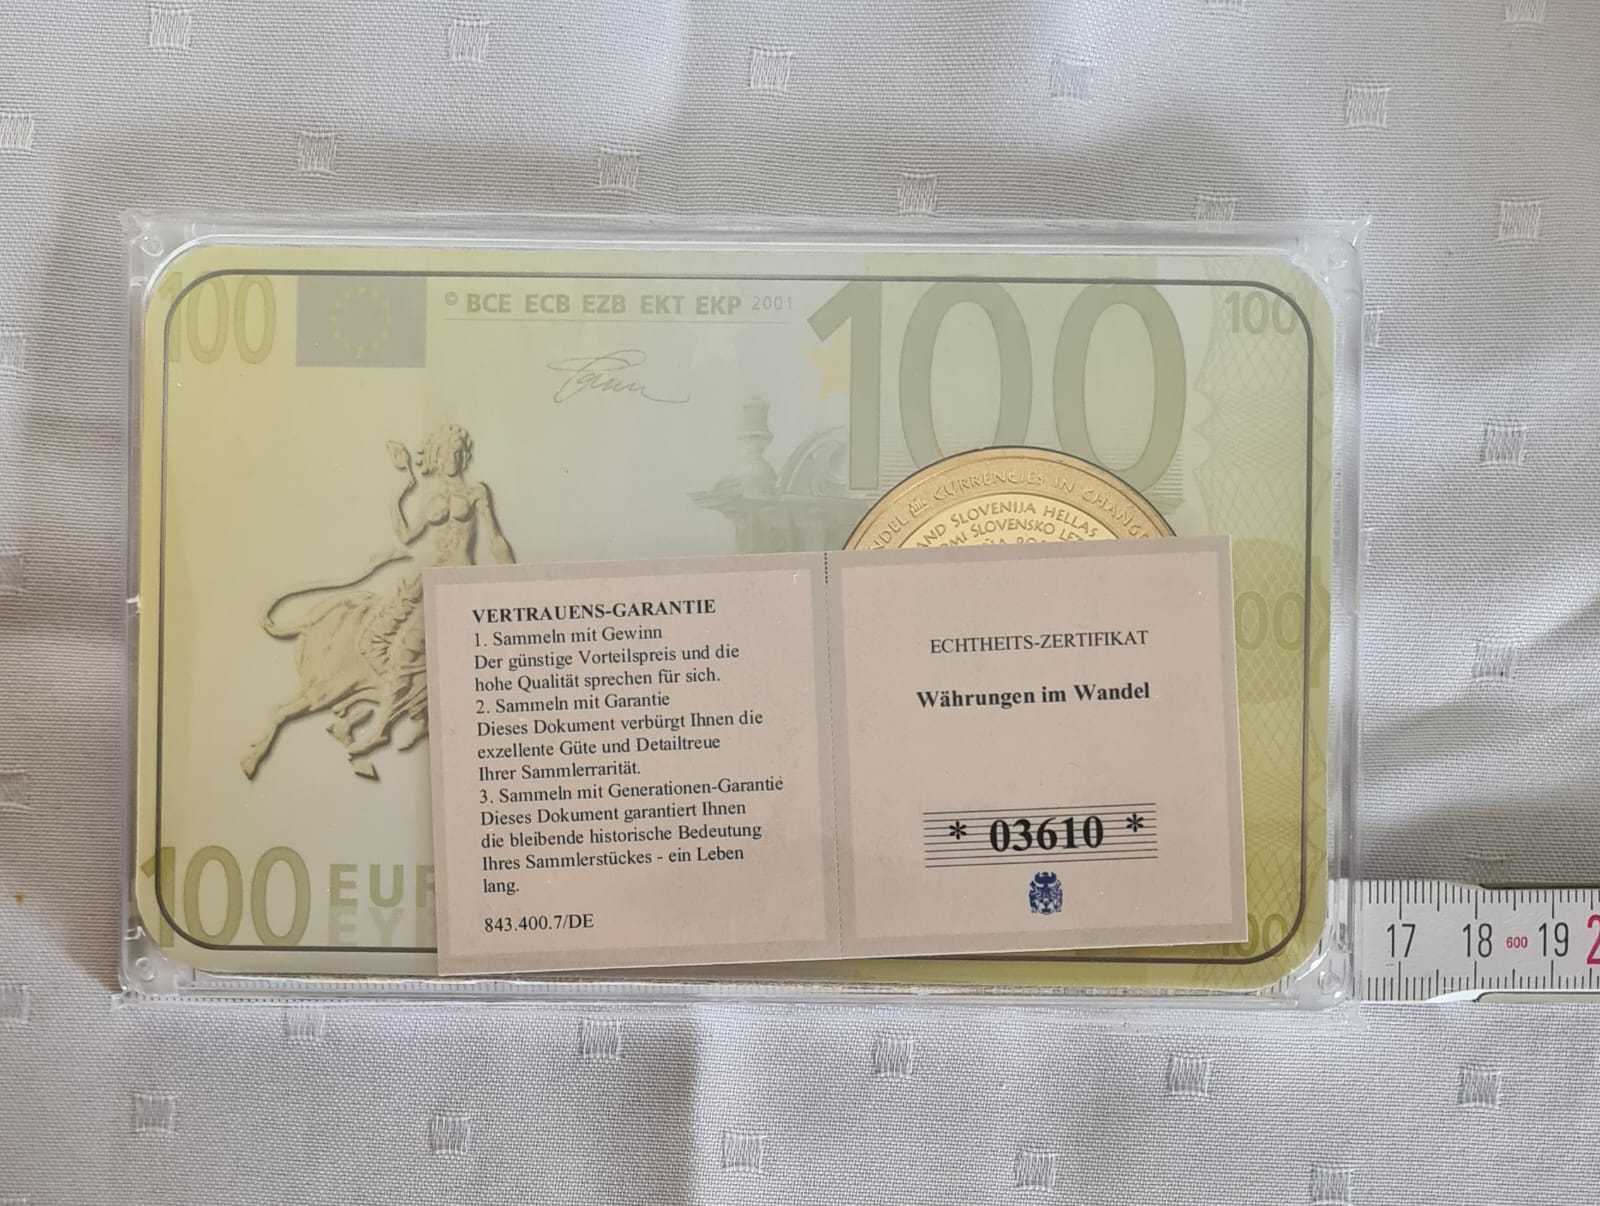 100
© BCE ECB EZB EKT EKP 2001
100
100
CURRENCIES IN CHANG
SLOVENIJA HELLAS
SLOVENSKO
VERTRAUENS-GARANTIE
1. Sammeln mit Gewinn
Der günstige Vorteilspreis und die
hohe Qualität sprechen für sich.
2. Sammeln mit Garantie
Dieses Dokument verbürgt Ihnen die
exzellente Güte und Detailtreue
Ihrer Sammlerrarität.
3. Sammeln mit Generationen-Garantie
Dieses Dokument garantiert Ihnen
die bleibende historische Bedeutung
Ihres Sammlerstückes - ein Leben
lang.
843.400.7/DE
ECHTHEITS-ZERTIFIKAT
Währungen im Wandel
* 03610 *
00
100 EUR
100
17 18 600 19 2